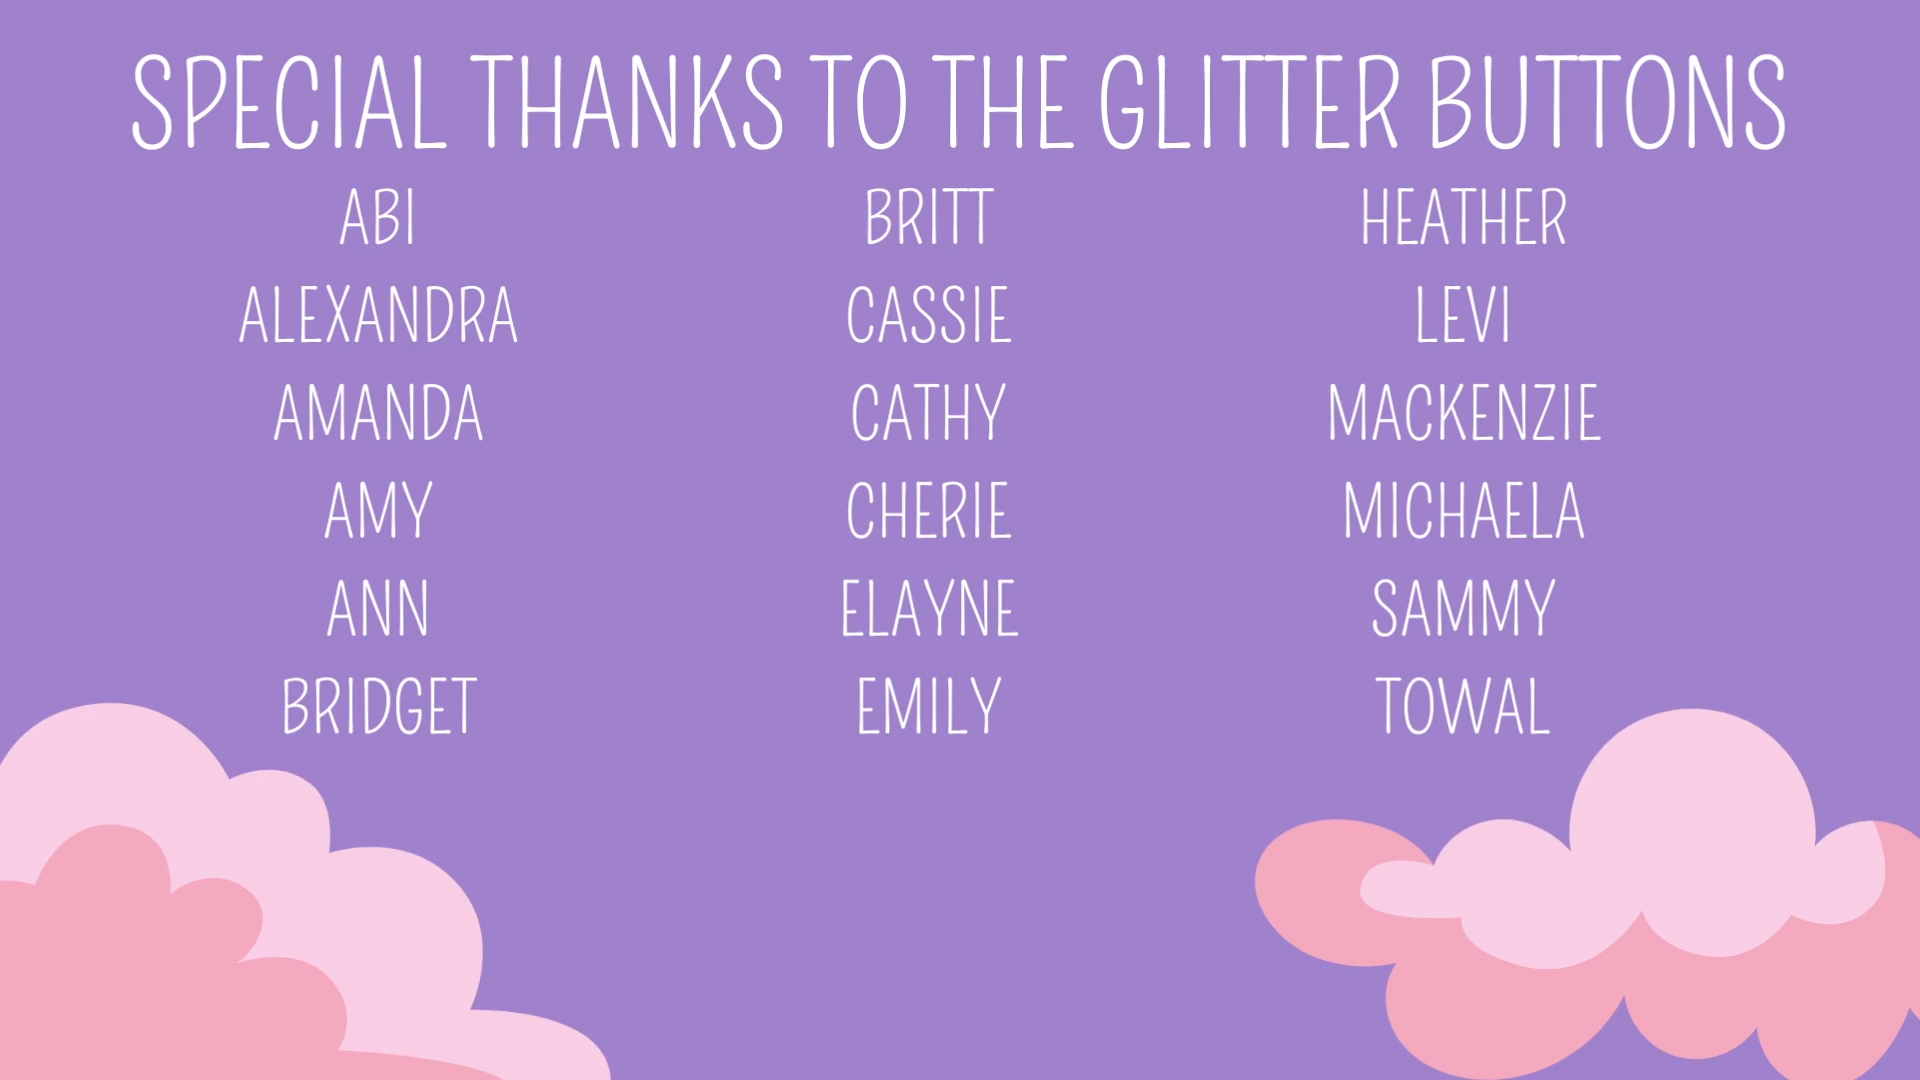 SPECIAL THANKS TO THE GLITTER BUTTONS
ABI
ALEXANDRA
AMANDA
AMY
ANN
BRIDGET
BRITT
CASSIE
CATHY
CHERIE
ELAYNE
EMILY
HEATHER
LEVI
MACKENZIE
MICHAELA
SAMMY
TOWAL